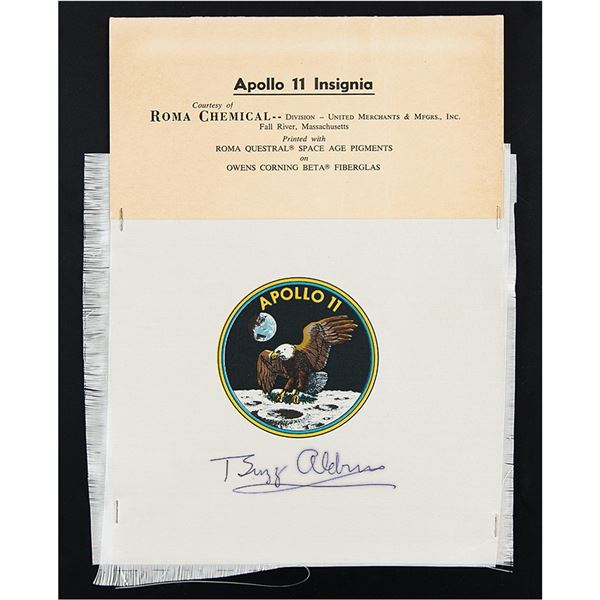 Apollo 11 Insignia
Courtesy of
ROMA CHEMICAL-- DIVISION – UNITED MERCHANTS & MFGRS., INC.
Fall River, Massachusetts
Printed with
ROMA QUESTRAL® SPACE AGE PIGMENTS
on
OWENS CORNING BETA® FIBERGLAS
APOLLO 11
Buzz Aldrin